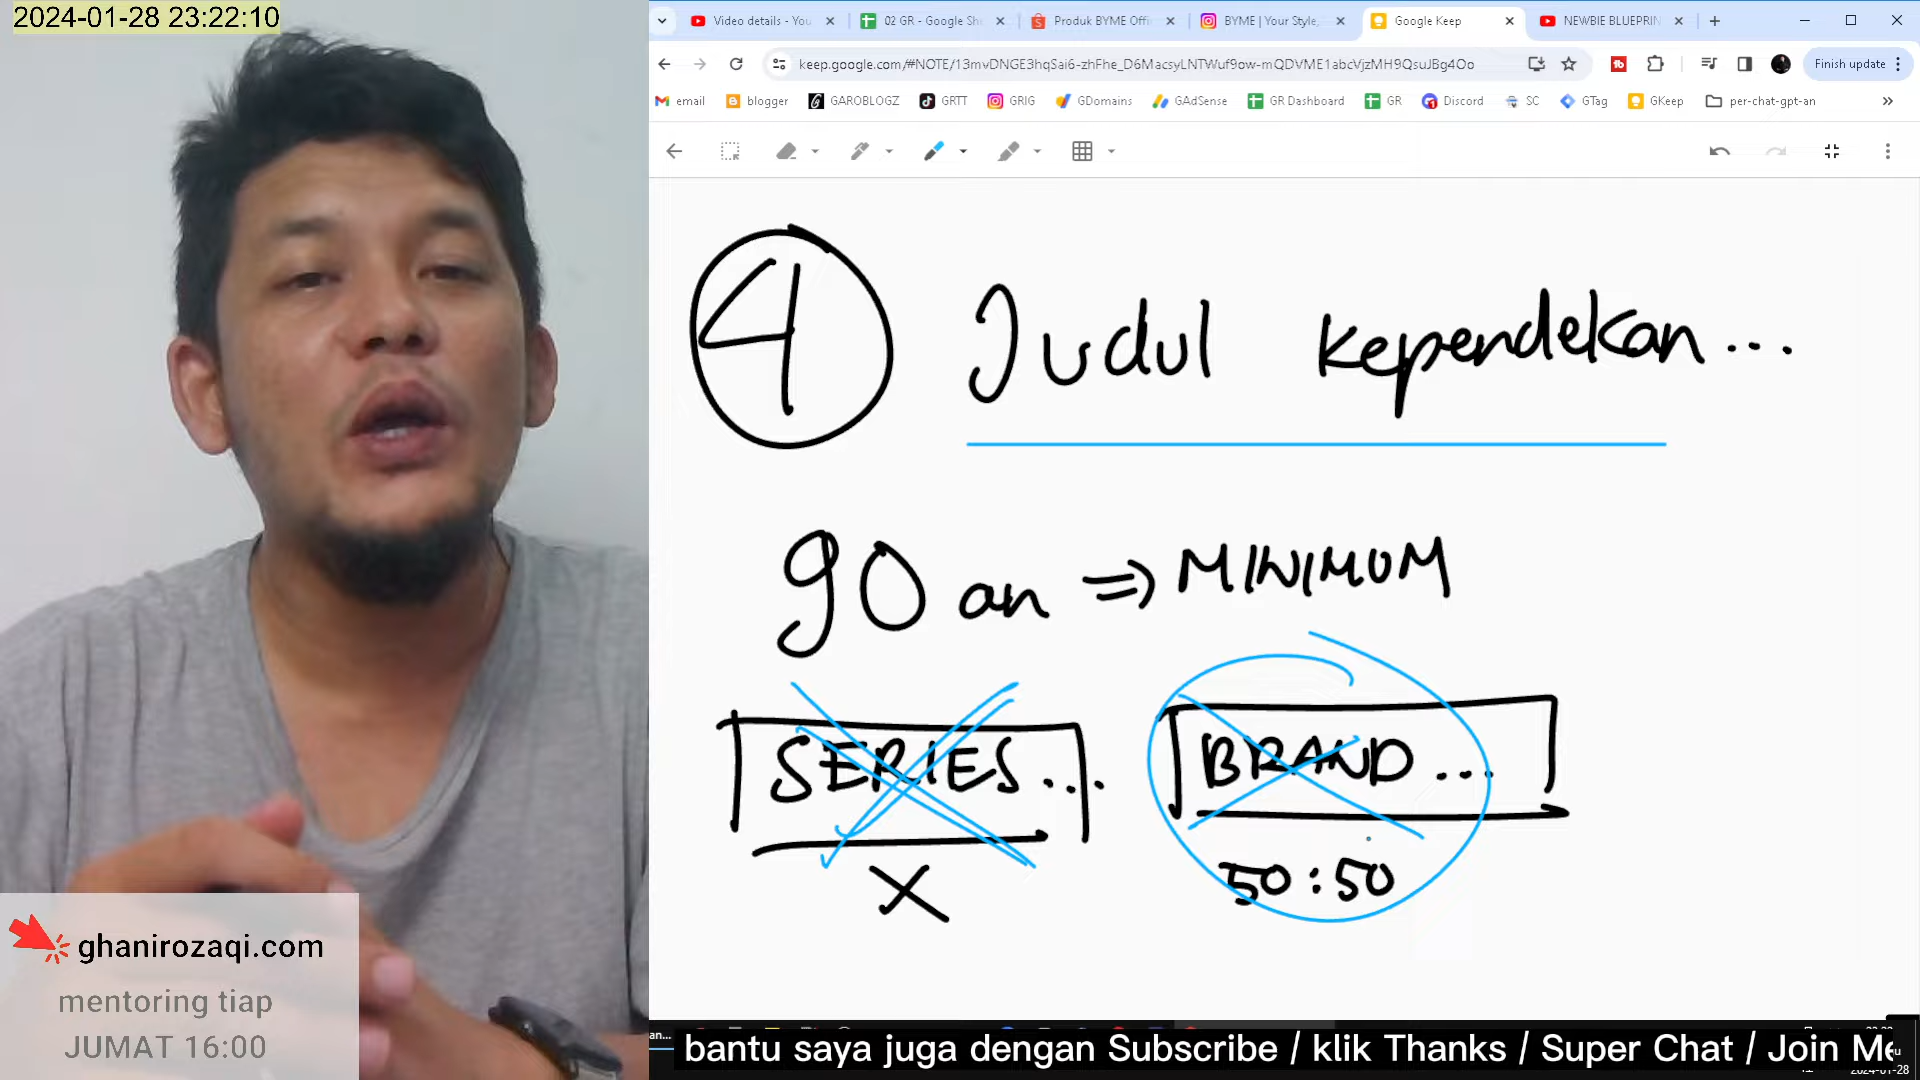 2024-01-28 23:22:10
Video details - You
02 GR - Google She
Produk BYME Offi
BYME | Your Style,
Google Keep
NEWBIE BLUEPRIN
keep.google.com/#NOTE/13mvDNGE3hqSai6-zhFhe_D6MacsyLNTWuf9ow-mQDVME1abcVjzMH9QsuJBg4Oo
Finish update
email
blogger
GAROBLOGZ
GRTT
GRIG
GDomains
GAdSense
GR Dashboard
GR
Discord
SC
GTag
GKeep
per-chat-gpt-an
4 Judul kependekan...
90 an => MINIMUM
SERIES... BRAND...
X 50:50
ghanirozaqi.com
mentoring tiap
JUMAT 16:00
bantu saya juga dengan Subscribe / klik Thanks / Super Chat / Join Me
2024-01-28